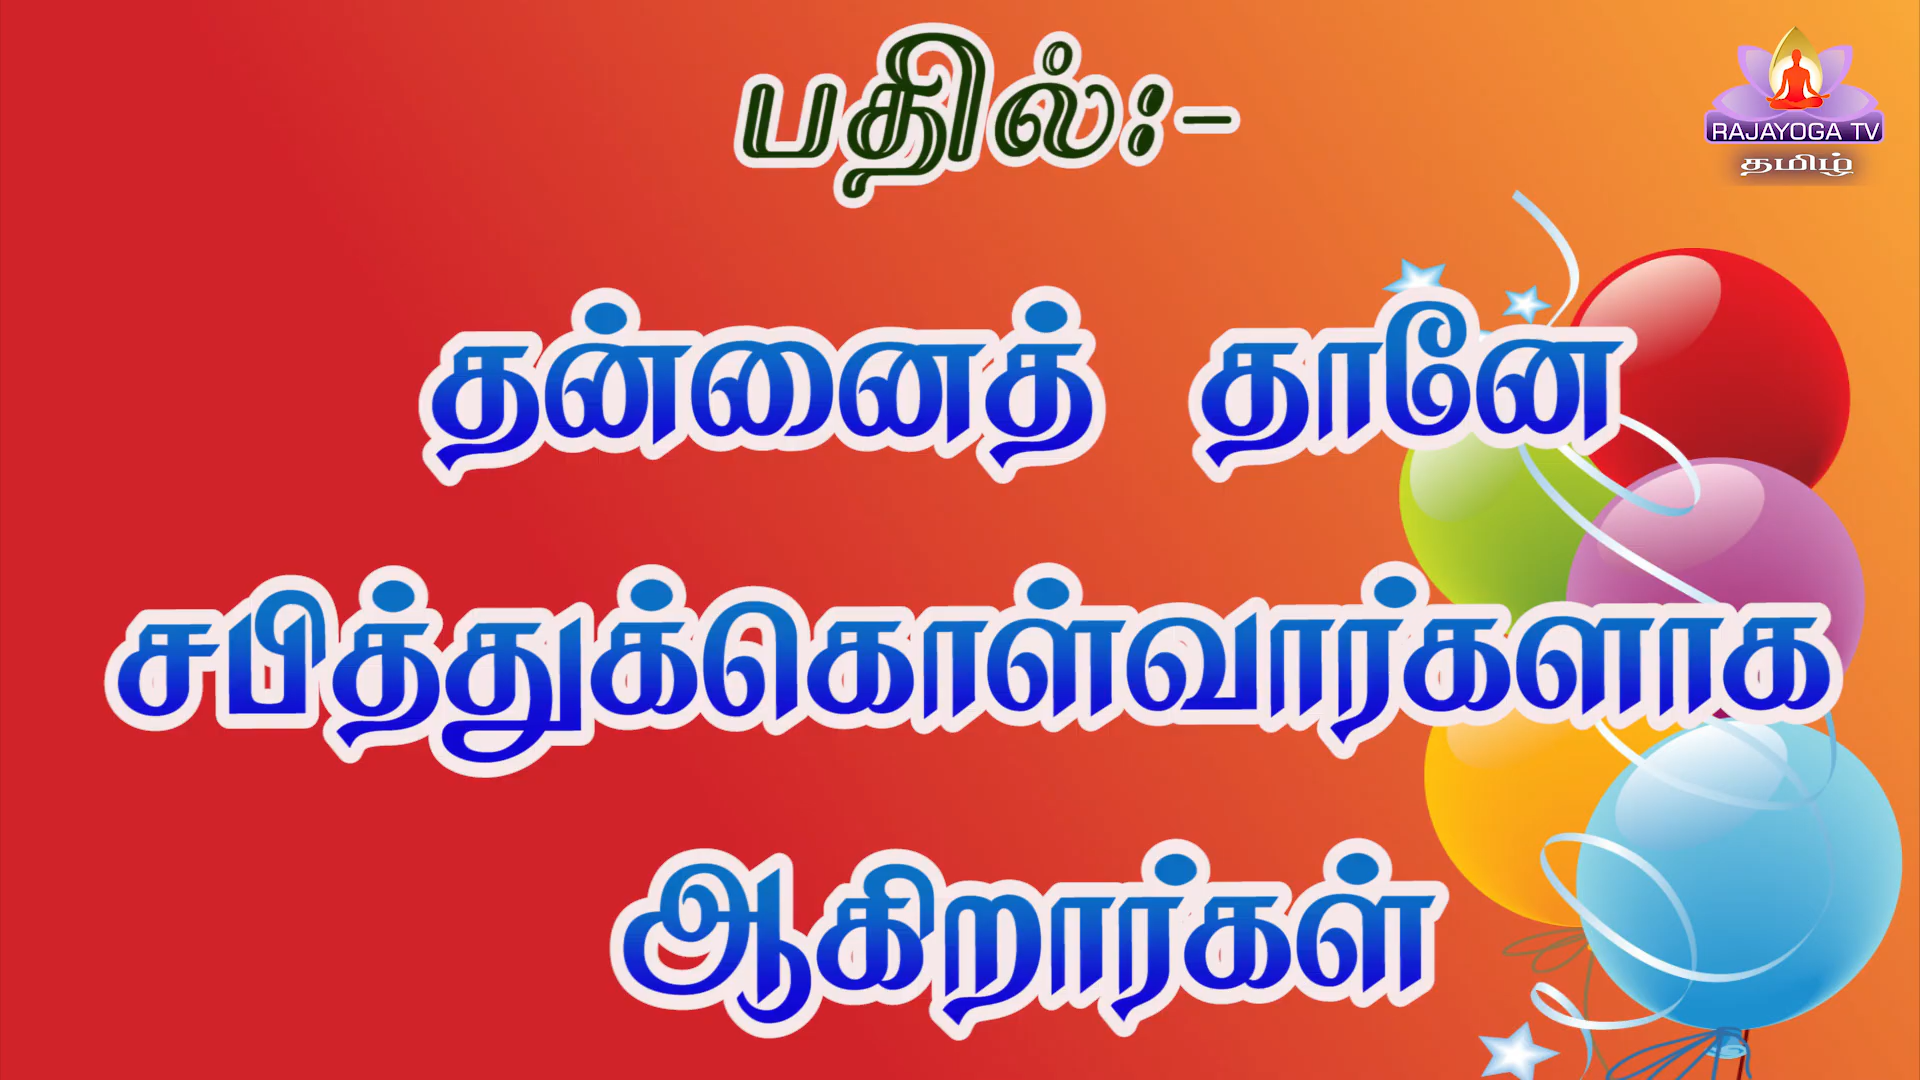 பதில்:-
RAJAYOGA TV
தமிழ்
தன்னைத் தானே
சபித்துக்கொள்வார்களாக
ஆகிறார்கள்